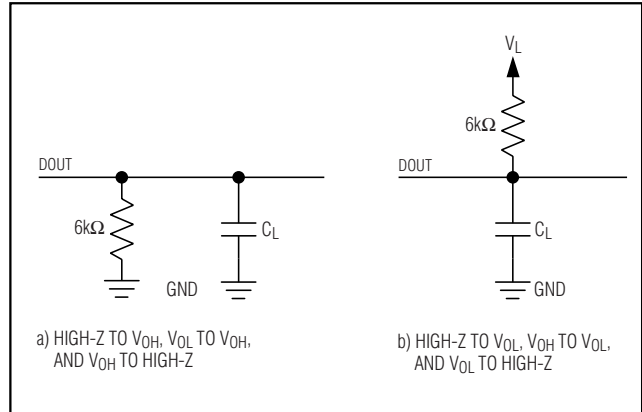 DOUT
6kΩ
C_L
GND
a) HIGH-Z TO V_OH, V_OL TO V_OH,
AND V_OH TO HIGH-Z
V_L
6kΩ
DOUT
C_L
GND
b) HIGH-Z TO V_OL, V_OH TO V_OL,
AND V_OL TO HIGH-Z